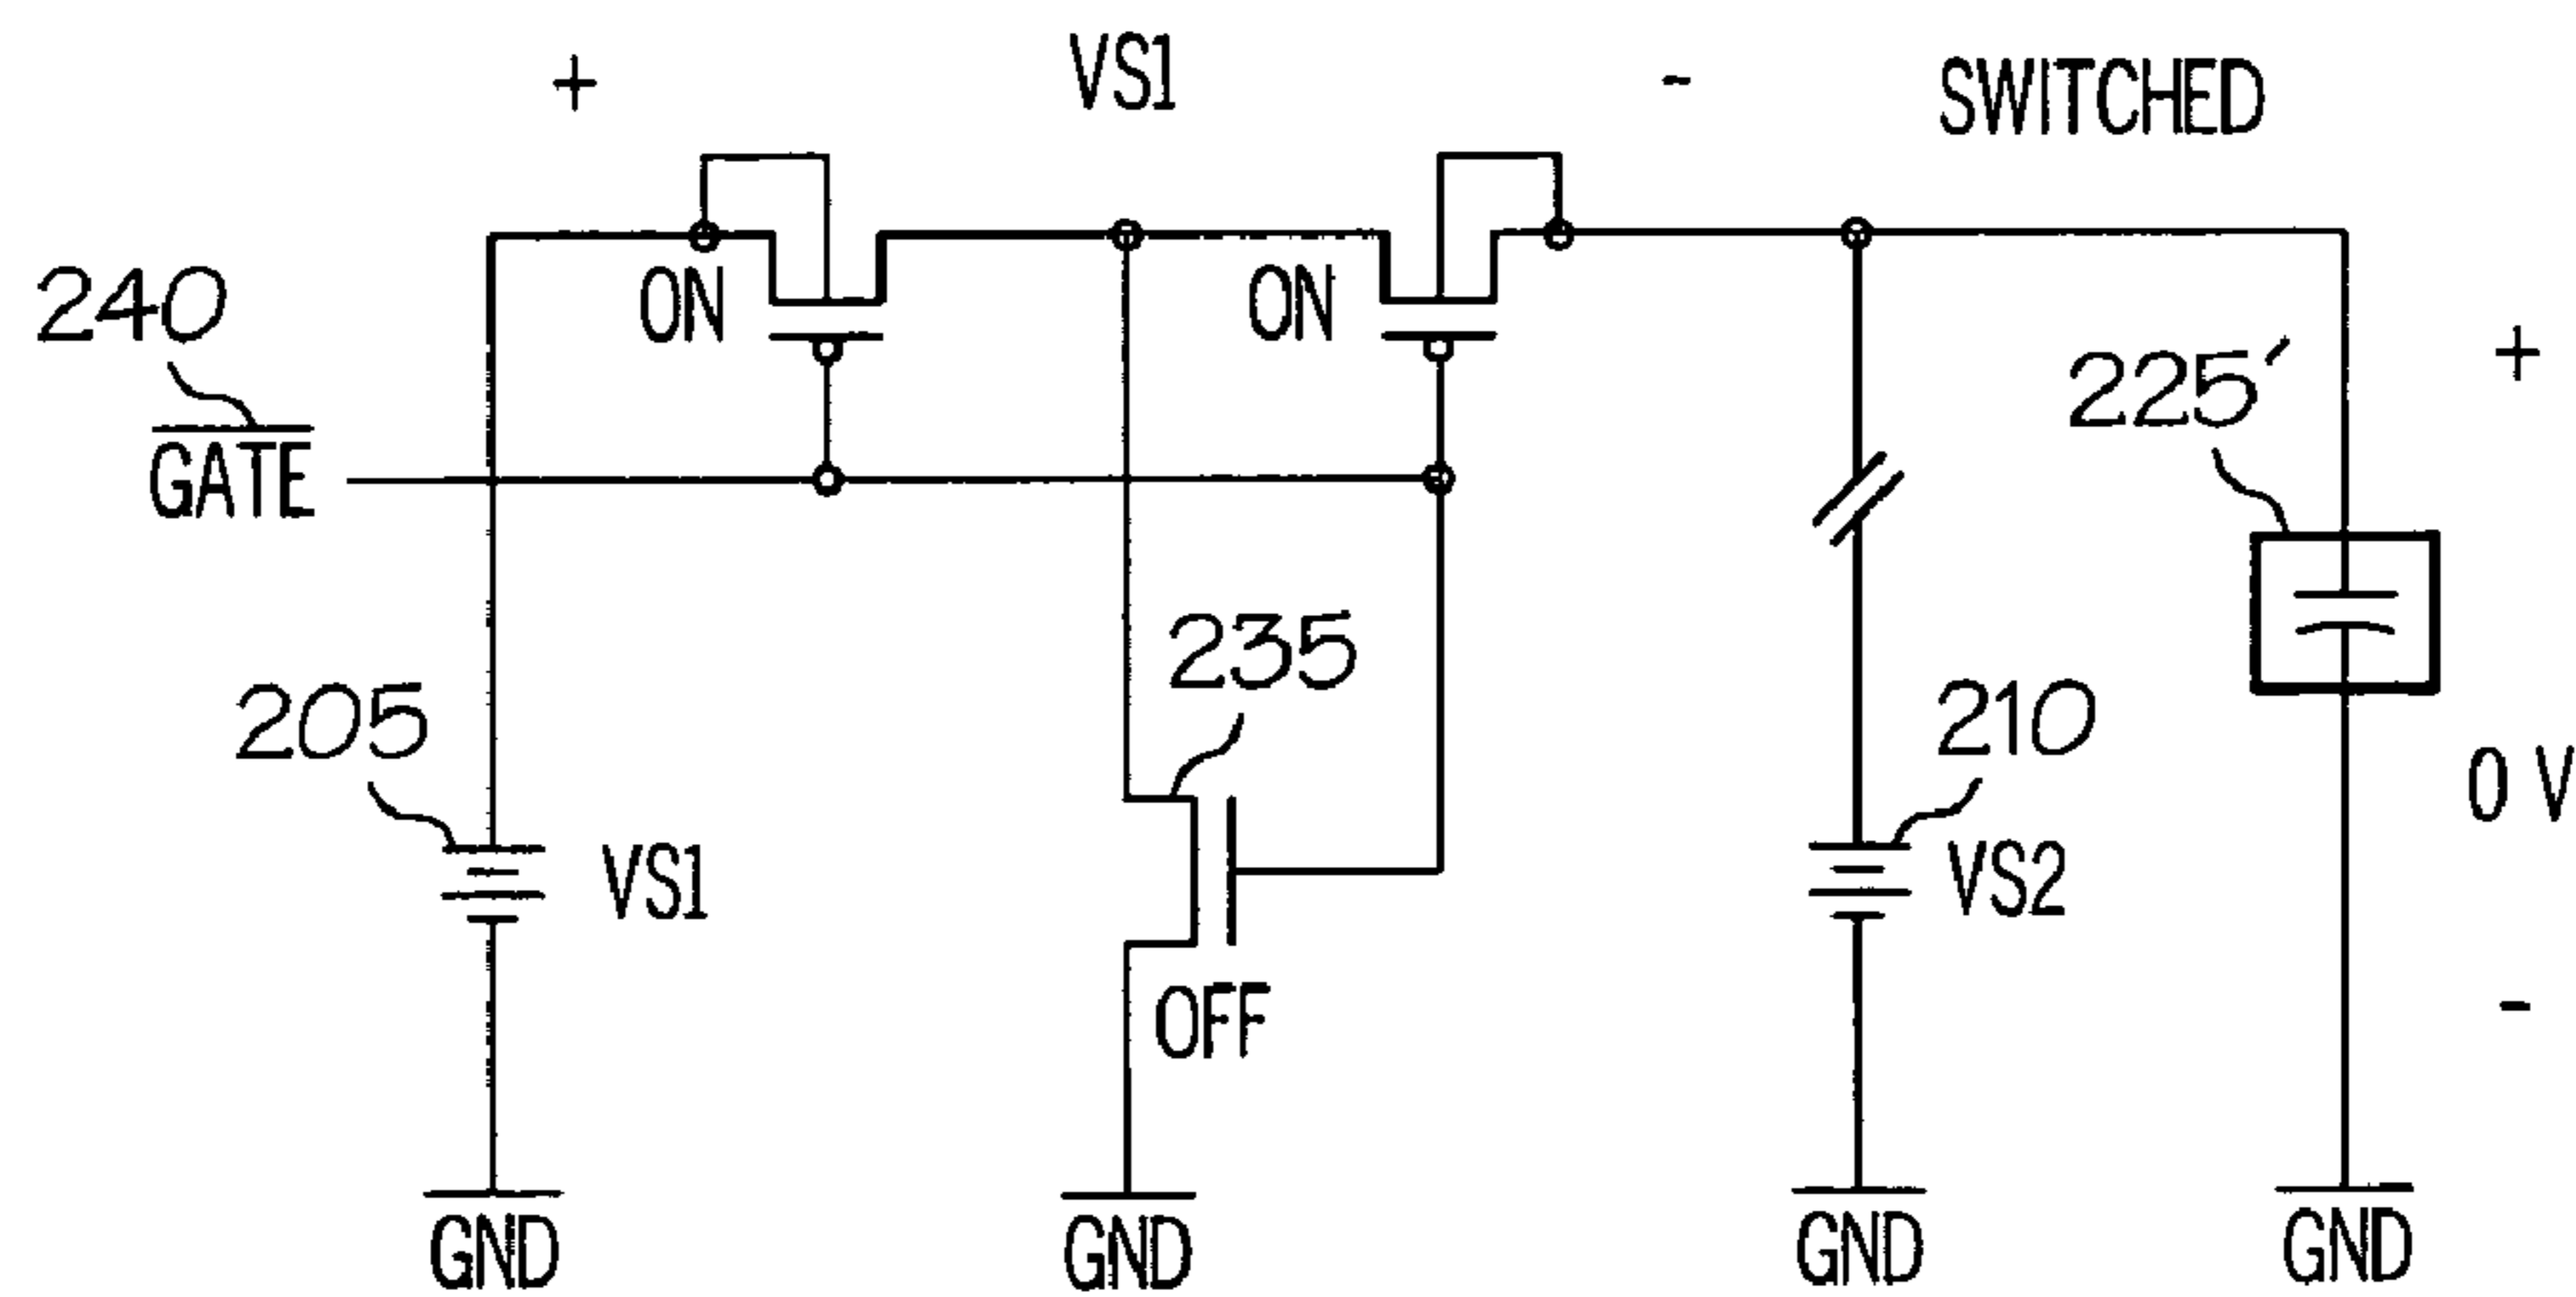 + VS1 - SWITCHED
240
GATE
ON
ON
225′
+
235
205
VS1
210
VS2
0 V
OFF
-
GND
GND
GND
GND